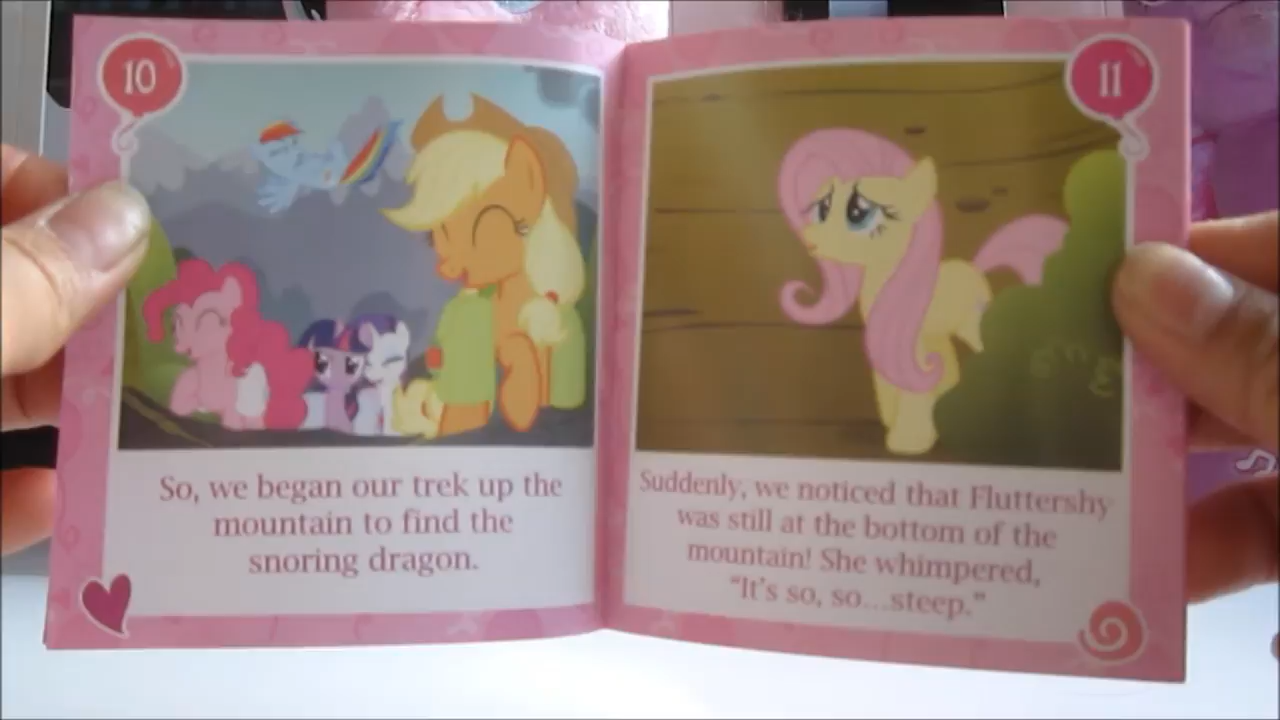 10
So, we began our trek up the
mountain to find the
snoring dragon.
11
Suddenly, we noticed that Fluttershy
was still at the bottom of the
mountain! She whimpered,
“It’s so, so...steep.”